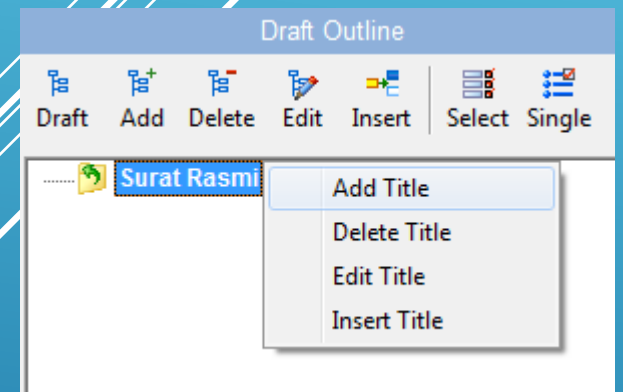 Draft Outline
Draft Add Delete Edit Insert Select Single
Surat Rasmi
Add Title
Delete Title
Edit Title
Insert Title